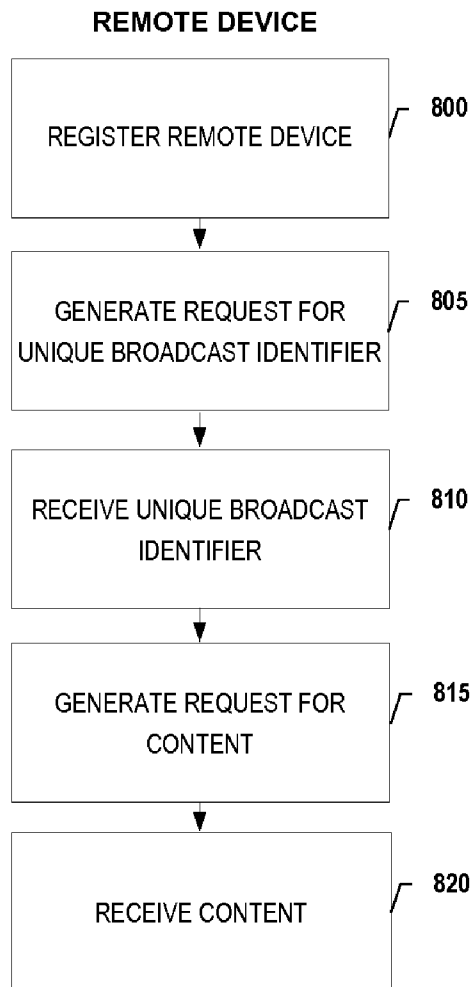 REMOTE DEVICE
REGISTER REMOTE DEVICE
800
GENERATE REQUEST FOR
UNIQUE BROADCAST IDENTIFIER
805
RECEIVE UNIQUE BROADCAST
IDENTIFIER
810
GENERATE REQUEST FOR
CONTENT
815
RECEIVE CONTENT
820